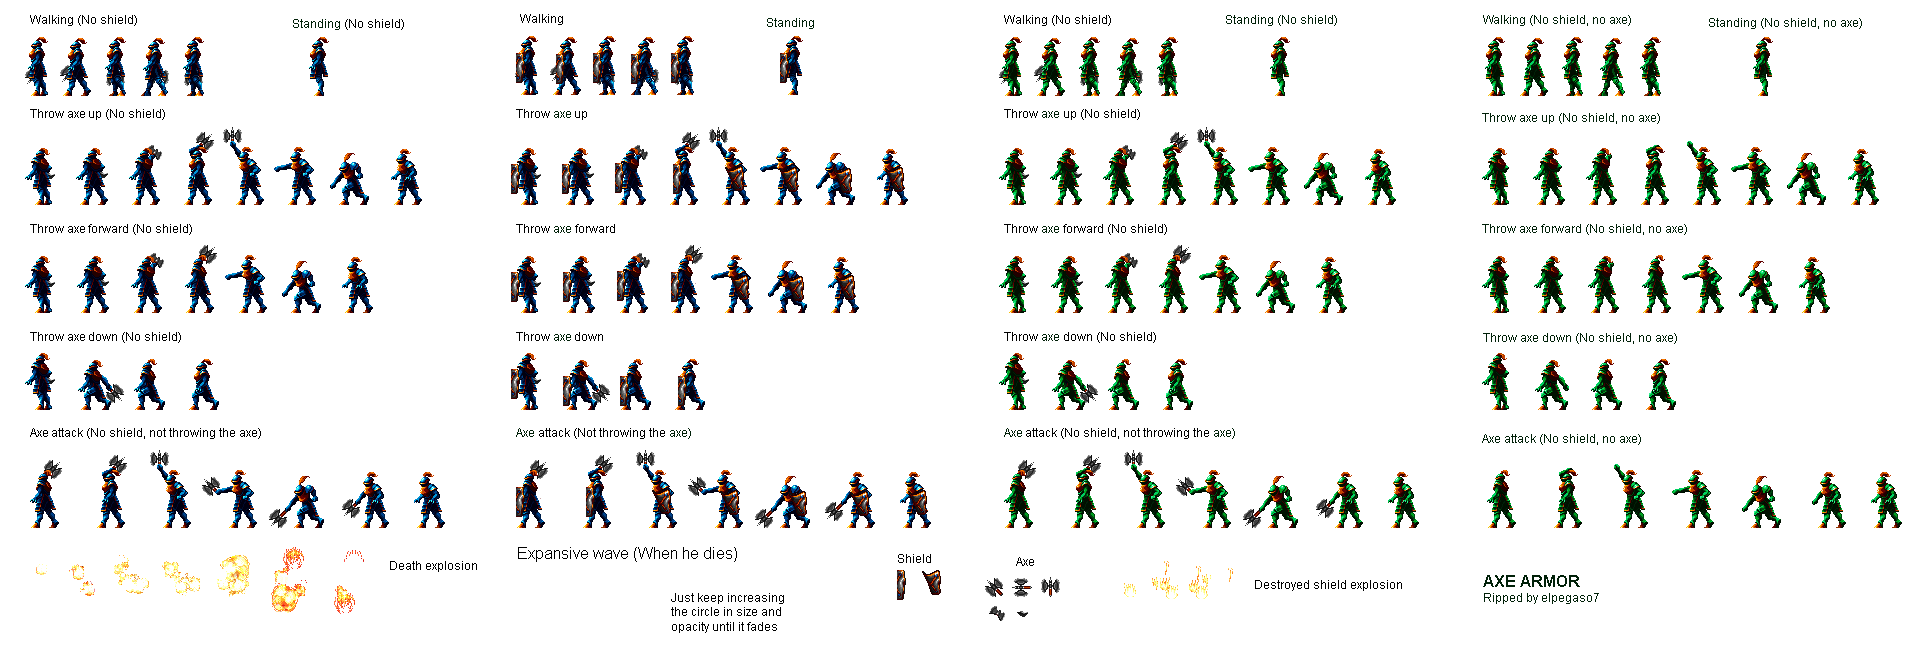 Walking (No shield)
Standing (No shield)
Walking
Standing
Walking (No shield)
Standing (No shield)
Walking (No shield, no axe)
Standing (No shield, no axe)
Throw axe up (No shield)
Throw axe up
Throw axe up (No shield)
Throw axe up (No shield, no axe)
Throw axe forward (No shield)
Throw axe forward
Throw axe forward (No shield)
Throw axe forward (No shield, no axe)
Throw axe down (No shield)
Throw axe down
Throw axe down (No shield)
Throw axe down (No shield, no axe)
Axe attack (No shield, not throwing the axe)
Axe attack (Not throwing the axe)
Axe attack (No shield, not throwing the axe)
Axe attack (No shield, no axe)
Death explosion
Expansive wave (When he dies)
Just keep increasing
the circle in size and
opacity until it fades
Shield
Axe
Destroyed shield explosion
AXE ARMOR
Ripped by elpegaso7